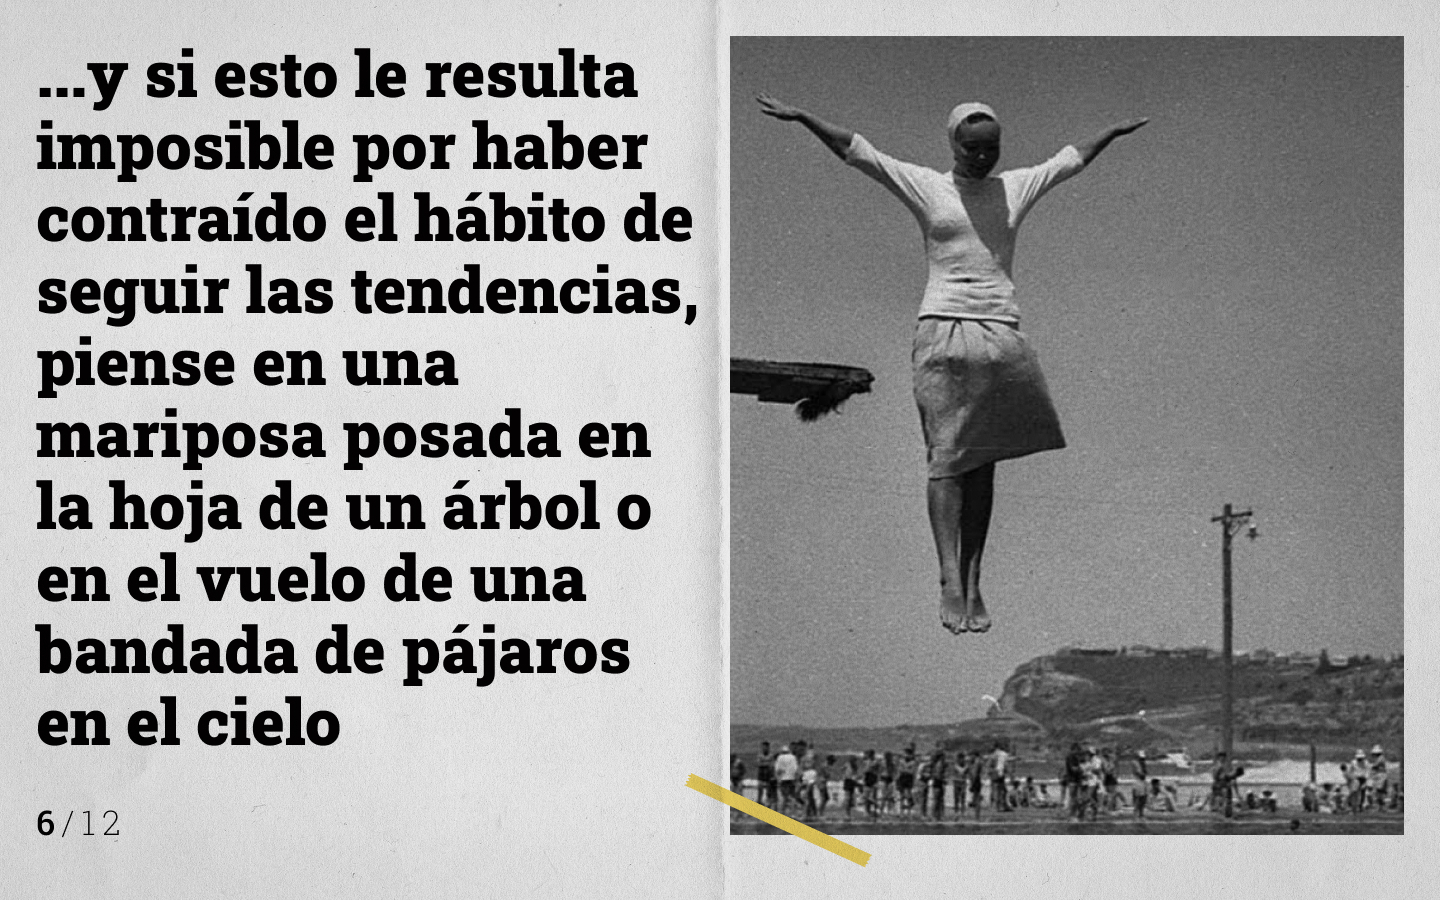 ...y si esto le resulta
imposible por haber
contraído el hábito de
seguir las tendencias,
piense en una
mariposa posada en
la hoja de un árbol o
en el vuelo de una
bandada de pájaros
en el cielo
6/12